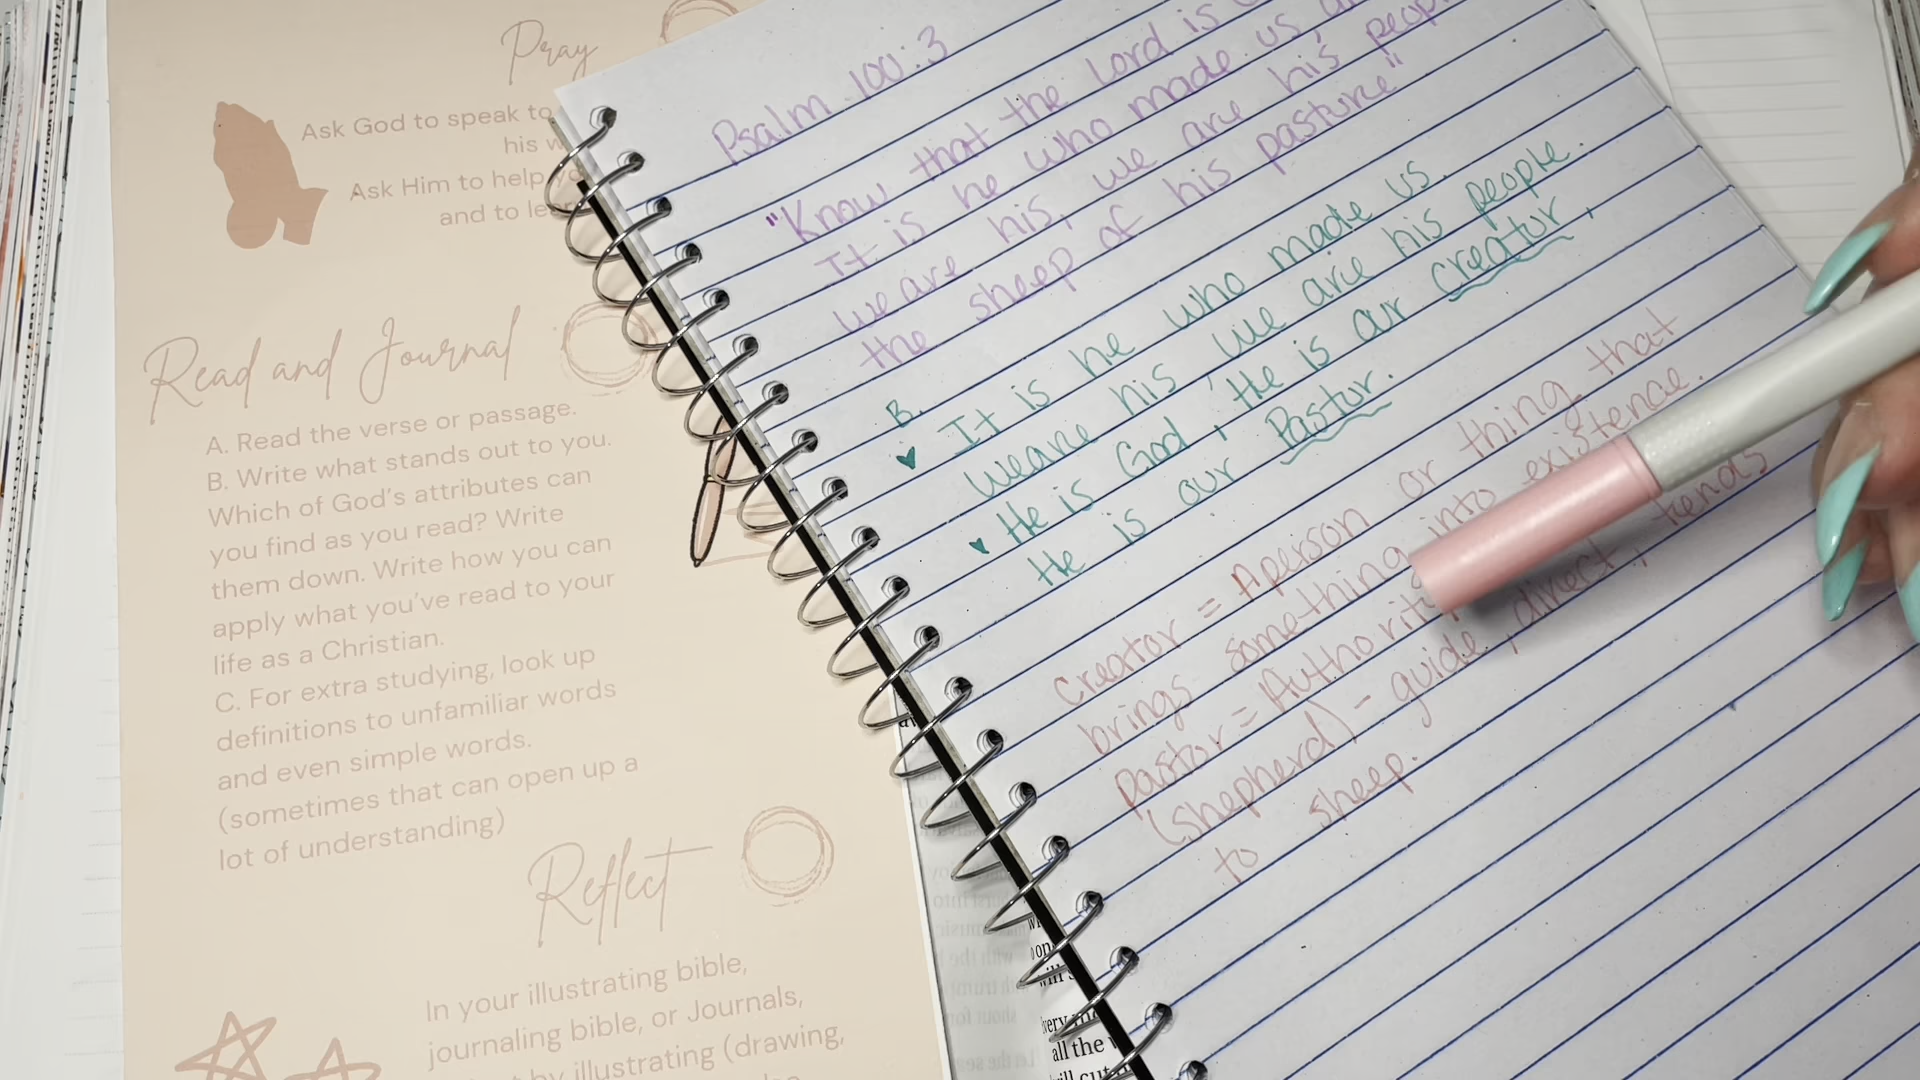 Pray
Ask God to speak to
his
Ask Him to help
and to
Read and Journal
A. Read the verse or passage.
B. Write what stands out to you.
Which of God's attributes can
you find as you read? Write
them down. Write how you can
apply what you've read to your
life as a Christian.
C. For extra studying, look up
definitions to unfamiliar words
and even simple words.
(sometimes that can open up a
lot of understanding)
Reflect
In your illustrating bible,
journaling bible, or Journals,
by illustrating (drawing,
Psalm 100:3
"Know that the Lord is
It is he who made us,
we are his, we are his people
the sheep of his pasture"
B.
♥ It is he who made us.
we are his, we are his people.
♥ He is God, He is our creator,
He is our Pastor.
Creator = A person or thing that
brings something into existence.
pastor = Authority
(shepherd) - guide, direct, tends
to sheep.
all the